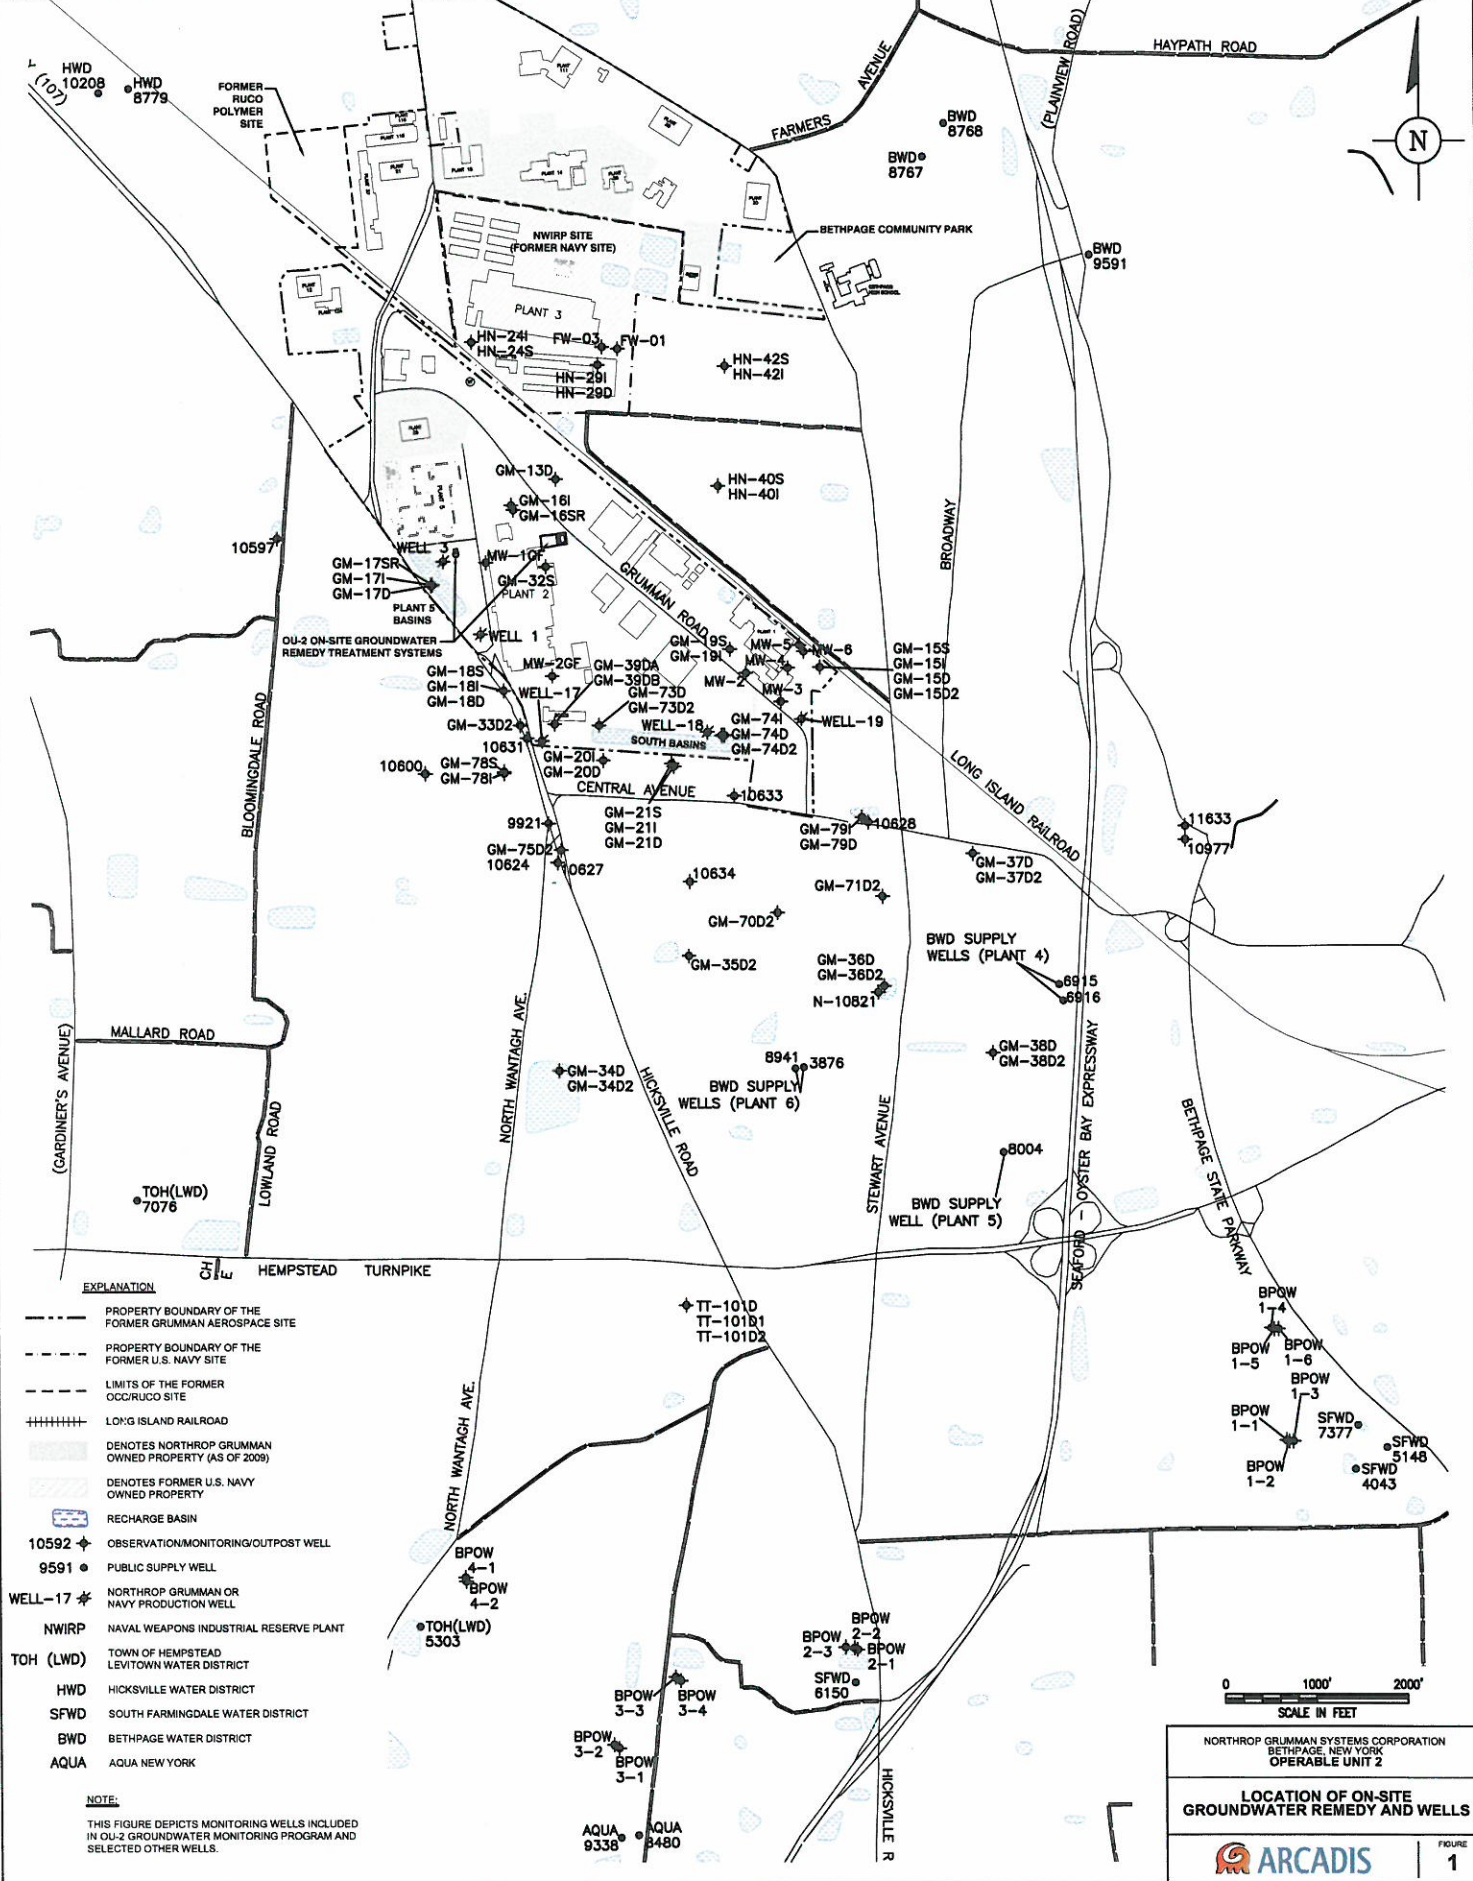 HAYPATH ROAD
(PLAINVIEW ROAD)
AVENUE
FARMERS
(107)
HWD
10208
HWD
8779
FORMER
RUCO
POLYMER
SITE
PLANT
111
PLANT 14
BWD
8768
BWD
8767
N
NWIRP SITE
(FORMER NAVY SITE)
BETHPAGE COMMUNITY PARK
BWD
9591
PLANT 3
HN-24I
HN-24S
FW-03
FW-01
HN-29I
HN-29D
HN-42S
HN-42I
GM-13D
GM-16I
GM-16SR
HN-40S
HN-40I
BROADWAY
PLANT 5
10597
WELL 3
GM-17SR
GM-17I
GM-17D
MW-1GF
GM-32S
PLANT 2
PLANT 5
BASINS
GRUMMAN ROAD
OU-2 ON-SITE GROUNDWATER
REMEDY TREATMENT SYSTEMS
WELL 1
PLANT 1
GM-19S
GM-19I
MW-5
MW-6
MW-4
MW-2
MW-3
GM-15S
GM-15I
GM-15D
GM-15D2
MW-2GF
GM-39DA
GM-39DB
GM-18S
GM-18I
GM-18D
WELL-17
GM-73D
GM-73D2
WELL-18
GM-74I
GM-74D
GM-74D2
WELL-19
GM-33D2
10631
SOUTH BASINS
GM-20I
GM-20D
10600
GM-78S
GM-78I
CENTRAL AVENUE
10633
BLOOMINGDALE ROAD
LONG ISLAND RAILROAD
GM-21S
GM-21I
GM-21D
9921
GM-79I
GM-79D
10628
11633
10977
GM-75D2
10624
10627
GM-37D
GM-37D2
10634
GM-71D2
GM-70D2
GM-35D2
BWD SUPPLY
WELLS (PLANT 4)
GM-36D
GM-36D2
N-10821
6915
6916
NORTH WANTAGH AVE.
(GARDINER'S AVENUE)
MALLARD ROAD
GM-38D
GM-38D2
8941
3876
BWD SUPPLY
WELLS (PLANT 6)
GM-34D
GM-34D2
HICKSVILLE ROAD
LOWLAND ROAD
STEWART AVENUE
SEAFORD - OYSTER BAY EXPRESSWAY
BETHPAGE STATE PARKWAY
8004
BWD SUPPLY
WELL (PLANT 5)
TOH(LWD)
7076
HEMPSTEAD TURNPIKE
TT-101D
TT-101D1
TT-101D2
BPOW
1-4
BPOW
1-5
BPOW
1-6
BPOW
1-3
BPOW
1-1
BPOW
1-2
SFWD
7377
SFWD
5148
SFWD
4043
NORTH WANTAGH AVE.
BPOW
4-1
BPOW
4-2
TOH(LWD)
5303
BPOW
2-2
BPOW
2-3
BPOW
2-1
SFWD
6150
BPOW
3-3
BPOW
3-4
BPOW
3-2
BPOW
3-1
AQUA
9338
AQUA
8480
HICKSVILLE R
EXPLANATION
PROPERTY BOUNDARY OF THE
FORMER GRUMMAN AEROSPACE SITE
PROPERTY BOUNDARY OF THE
FORMER U.S. NAVY SITE
LIMITS OF THE FORMER
OCC/RUCO SITE
LONG ISLAND RAILROAD
DENOTES NORTHROP GRUMMAN
OWNED PROPERTY (AS OF 2009)
DENOTES FORMER U.S. NAVY
OWNED PROPERTY
RECHARGE BASIN
10592 OBSERVATION/MONITORING/OUTPOST WELL
9591 PUBLIC SUPPLY WELL
WELL-17 NORTHROP GRUMMAN OR
NAVY PRODUCTION WELL
NWIRP NAVAL WEAPONS INDUSTRIAL RESERVE PLANT
TOH (LWD) TOWN OF HEMPSTEAD
LEVITOWN WATER DISTRICT
HWD HICKSVILLE WATER DISTRICT
SFWD SOUTH FARMINGDALE WATER DISTRICT
BWD BETHPAGE WATER DISTRICT
AQUA AQUA NEW YORK
NOTE:
THIS FIGURE DEPICTS MONITORING WELLS INCLUDED
IN OU-2 GROUNDWATER MONITORING PROGRAM AND
SELECTED OTHER WELLS.
0 1000' 2000'
SCALE IN FEET
NORTHROP GRUMMAN SYSTEMS CORPORATION
BETHPAGE, NEW YORK
OPERABLE UNIT 2
LOCATION OF ON-SITE
GROUNDWATER REMEDY AND WELLS
ARCADIS
FIGURE
1